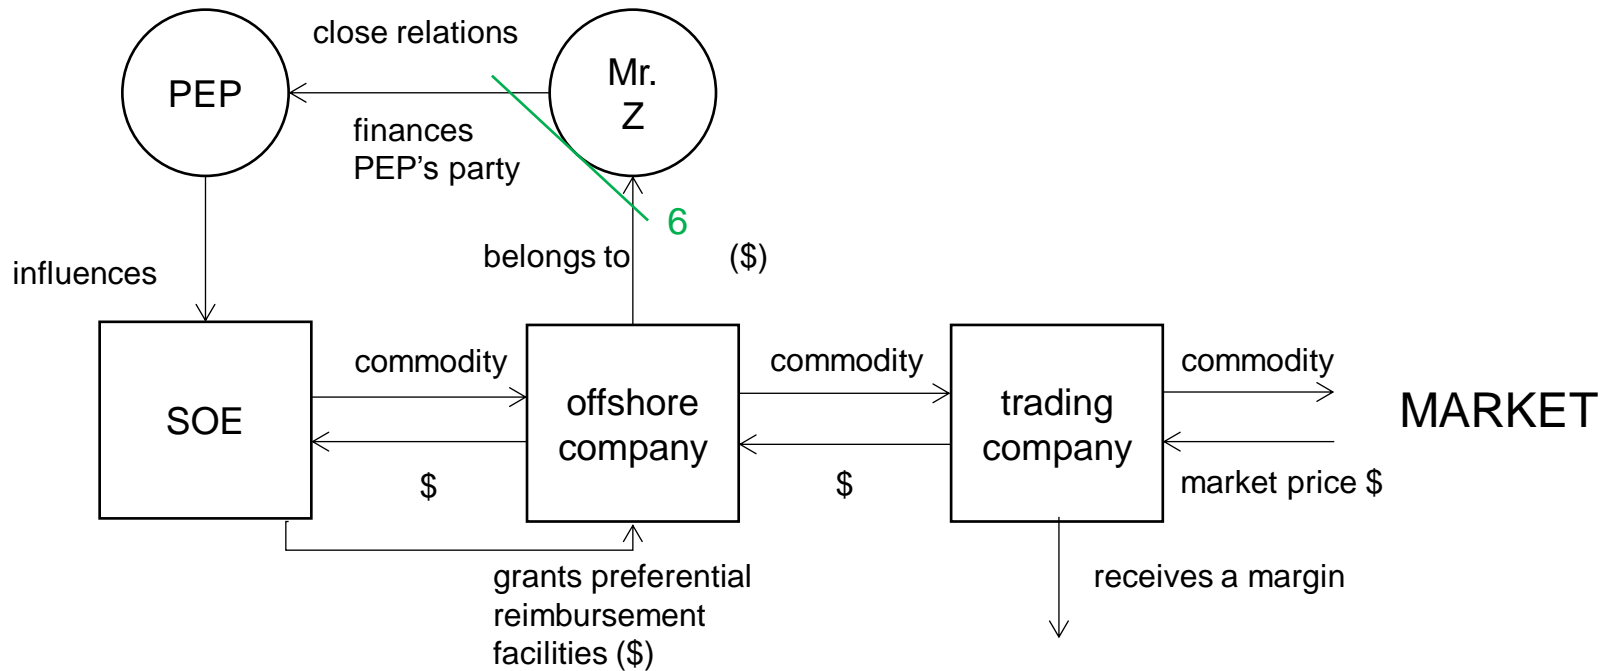 close relations
PEP
Mr.
Z
finances
PEP's party
6
belongs to
($)
influences
commodity
commodity
commodity
SOE
offshore
company
trading
company
MARKET
$
$
market price $
grants preferential
reimbursement
facilities ($)
receives a margin